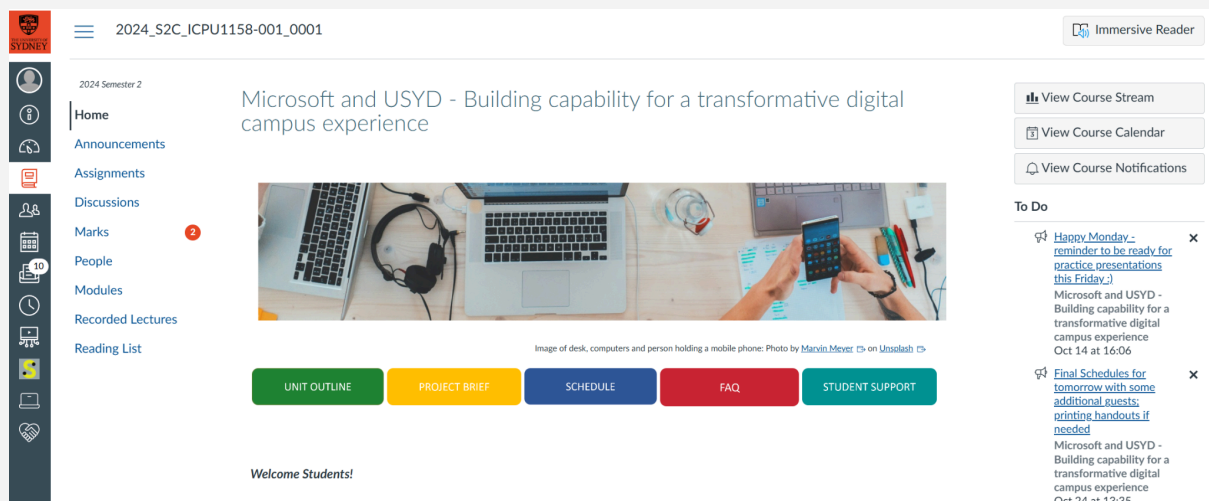 THE UNIVERSITY OF
SYDNEY
2024_S2C_ICPU1158-001_0001
Immersive Reader
10
2024 Semester 2
Home
Announcements
Assignments
Discussions
Marks
2
People
Modules
Recorded Lectures
Reading List
Microsoft and USYD - Building capability for a transformative digital
campus experience
Image of desk, computers and person holding a mobile phone: Photo by Marvin Meyer on Unsplash
UNIT OUTLINE
PROJECT BRIEF
SCHEDULE
FAQ
STUDENT SUPPORT
Welcome Students!
View Course Stream
View Course Calendar
View Course Notifications
To Do
Happy Monday -
reminder to be ready for
practice presentations
this Friday :)
Microsoft and USYD -
Building capability for a
transformative digital
campus experience
Oct 14 at 16:06
Final Schedules for
tomorrow with some
additional guests;
printing handouts if
needed
Microsoft and USYD -
Building capability for a
transformative digital
campus experience
Oct 24 at 13:35